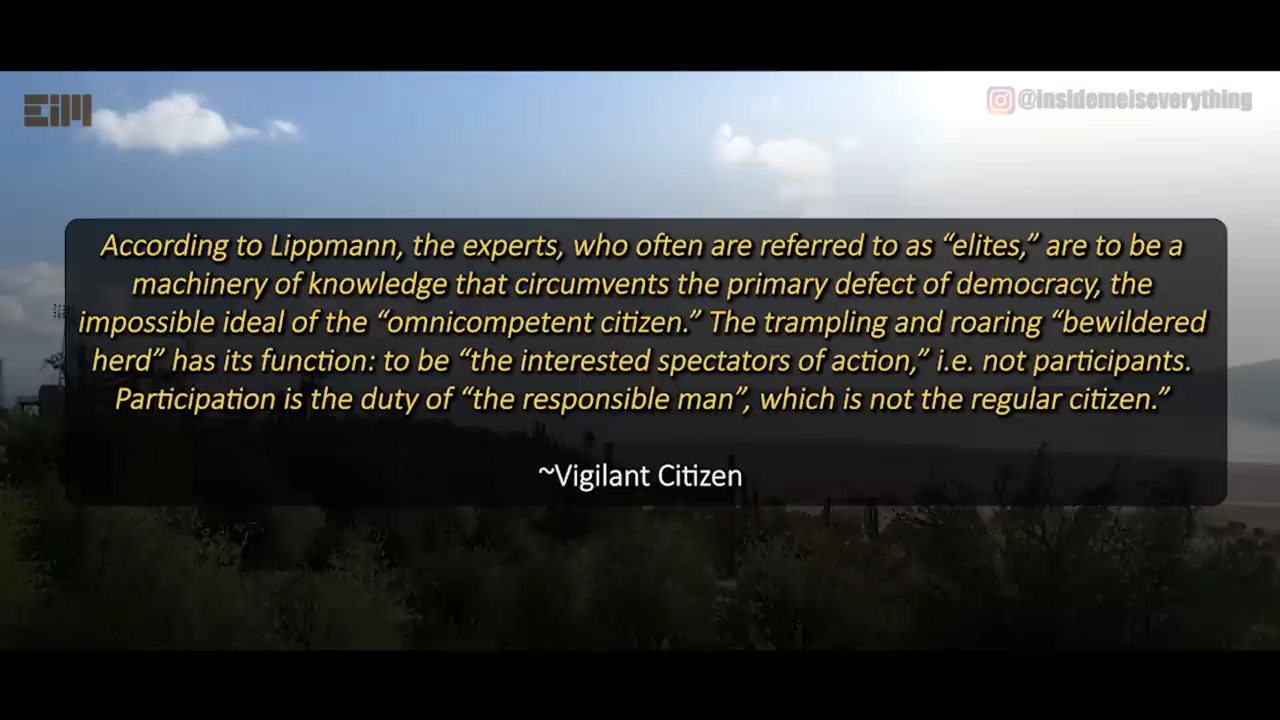 EiM
@insidemeiseverything
According to Lippmann, the experts, who often are referred to as “elites,” are to be a
machinery of knowledge that circumvents the primary defect of democracy, the
impossible ideal of the “omnicompetent citizen.” The trampling and roaring “bewildered
herd” has its function: to be “the interested spectators of action,” i.e. not participants.
Participation is the duty of “the responsible man”, which is not the regular citizen.”
~Vigilant Citizen